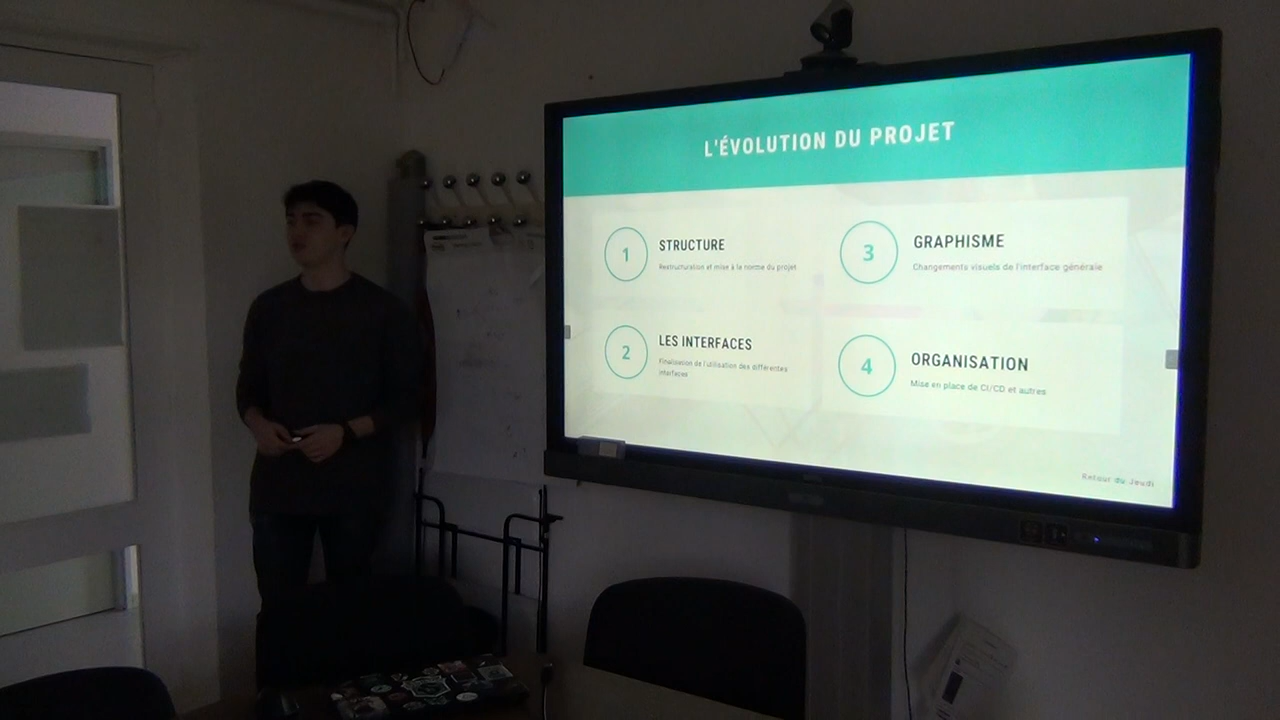 L'ÉVOLUTION DU PROJET
1
STRUCTURE
Restructuration et mise à la norme du projet
2
LES INTERFACES
Finalisation de l'utilisation des différentes
interfaces
3
GRAPHISME
Changements visuels de l'interface générale
4
ORGANISATION
Mise en place de CI/CD et autres
Retour du Jeudi